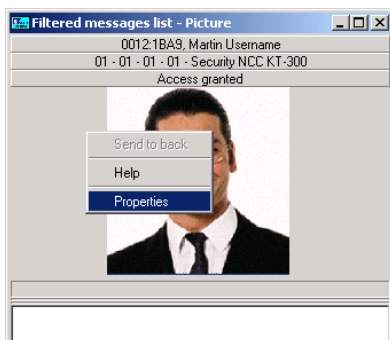 Filtered messages list - Picture
0012:1BA9, Martin Username
01 - 01 - 01 - 01 - Security NCC KT-300
Access granted
Send to back
Help
Properties